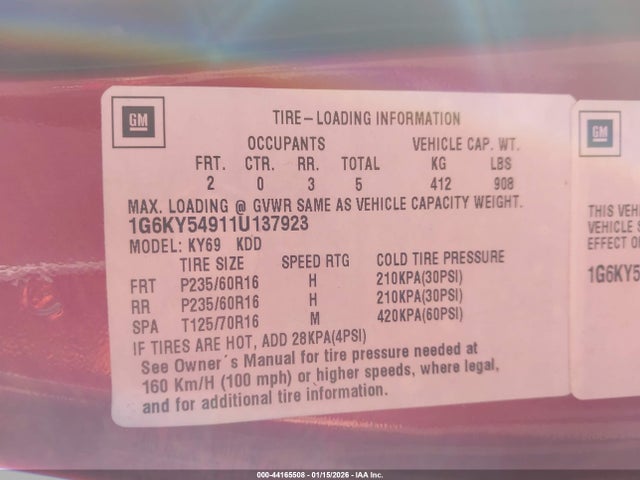 GM
TIRE-LOADING INFORMATION
OCCUPANTS VEHICLE CAP. WT.
FRT. CTR. RR. TOTAL KG LBS
2 0 3 5 412 908
MAX. LOADING @ GVWR SAME AS VEHICLE CAPACITY WEIGHT.
1G6KY54911U137923
MODEL: KY69 KDD
TIRE SIZE SPEED RTG COLD TIRE PRESSURE
FRT P235/60R16 H 210KPA(30PSI)
RR P235/60R16 H 210KPA(30PSI)
SPA T125/70R16 M 420KPA(60PSI)
IF TIRES ARE HOT, ADD 28KPA(4PSI)
See Owner´s Manual for tire pressure needed at
160 Km/H (100 mph) or higher speeds, where legal,
and for additional tire information.
GM
THIS VEH
VEHICLE S
EFFECT O
1G6KY5
000-44165508 - 01/15/2026 - IAA Inc.